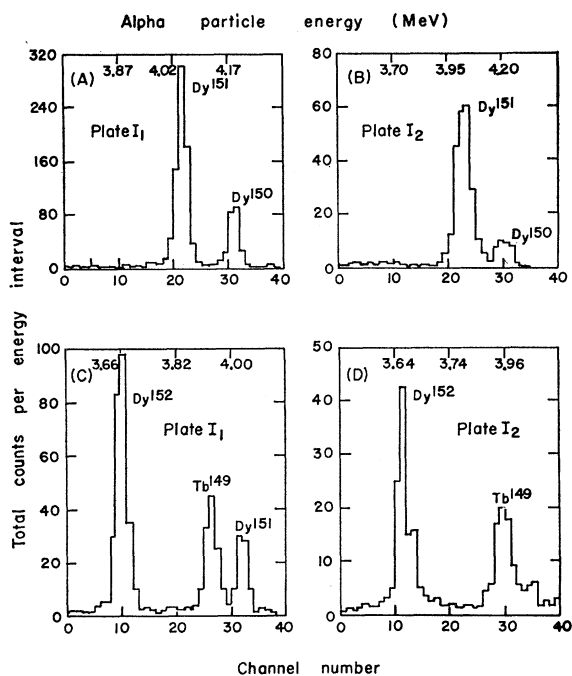 Alpha particle energy (MeV)
3.87 4.02 4.17
(A)
Dy151
Plate I1
Dy150
320
240
160
80
0
0 10 20 30 40
3.70 3.95 4.20
(B)
Dy151
Plate I2
Dy150
80
60
40
20
0
0 10 20 30 40
Total counts per energy interval
3.66 3.82 4.00
(C)
Dy152
Plate I1
Tb149
Dy151
100
80
60
40
20
0
0 10 20 30 40
3.64 3.74 3.96
(D)
Dy152
Plate I2
Tb149
50
40
30
20
10
0
0 10 20 30 40
Channel number